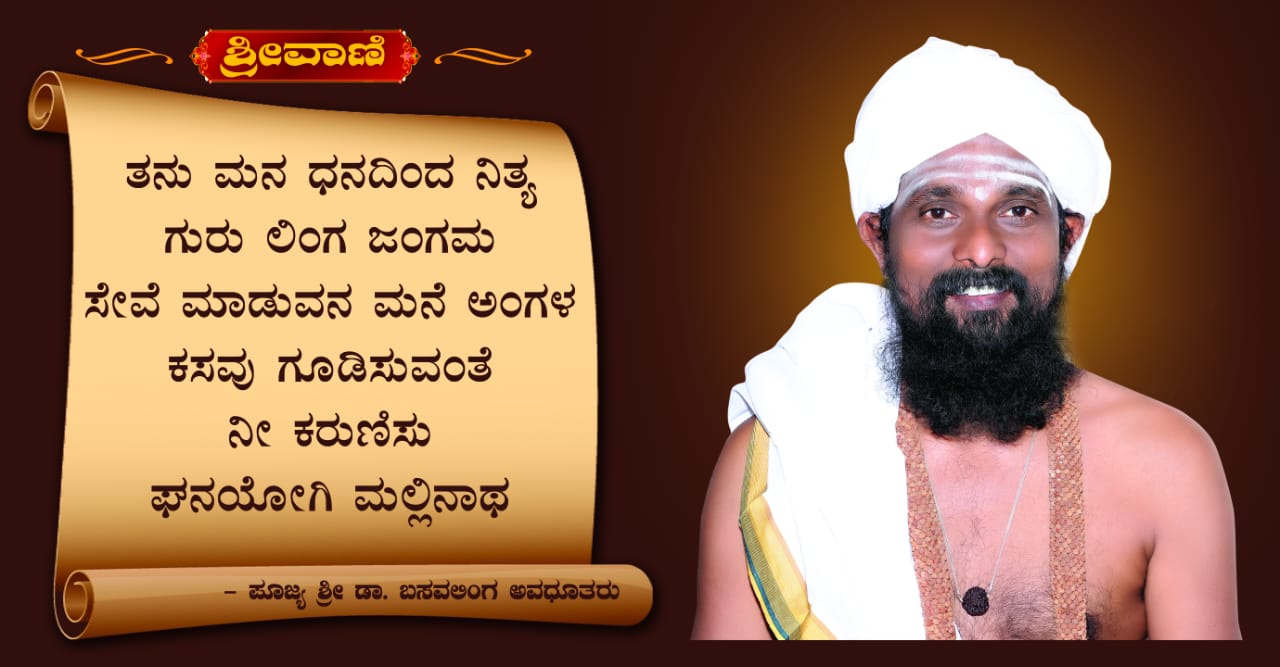 ಶ್ರೀವಾಣಿ
ತನು ಮನ ಧನದಿಂದ ನಿತ್ಯ
ಗುರು ಲಿಂಗ ಜಂಗಮ
ಸೇವೆ ಮಾಡುವನ ಮನೆ ಅಂಗಳ
ಕಸವು ಗೂಡಿಸುವಂತೆ
ನೀ ಕರುಣಿಸು
ಘನಯೋಗಿ ಮಲ್ಲಿನಾಥ
– ಪೂಜ್ಯ ಶ್ರೀ ಡಾ. ಬಸವಲಿಂಗ ಅವಧೂತರು